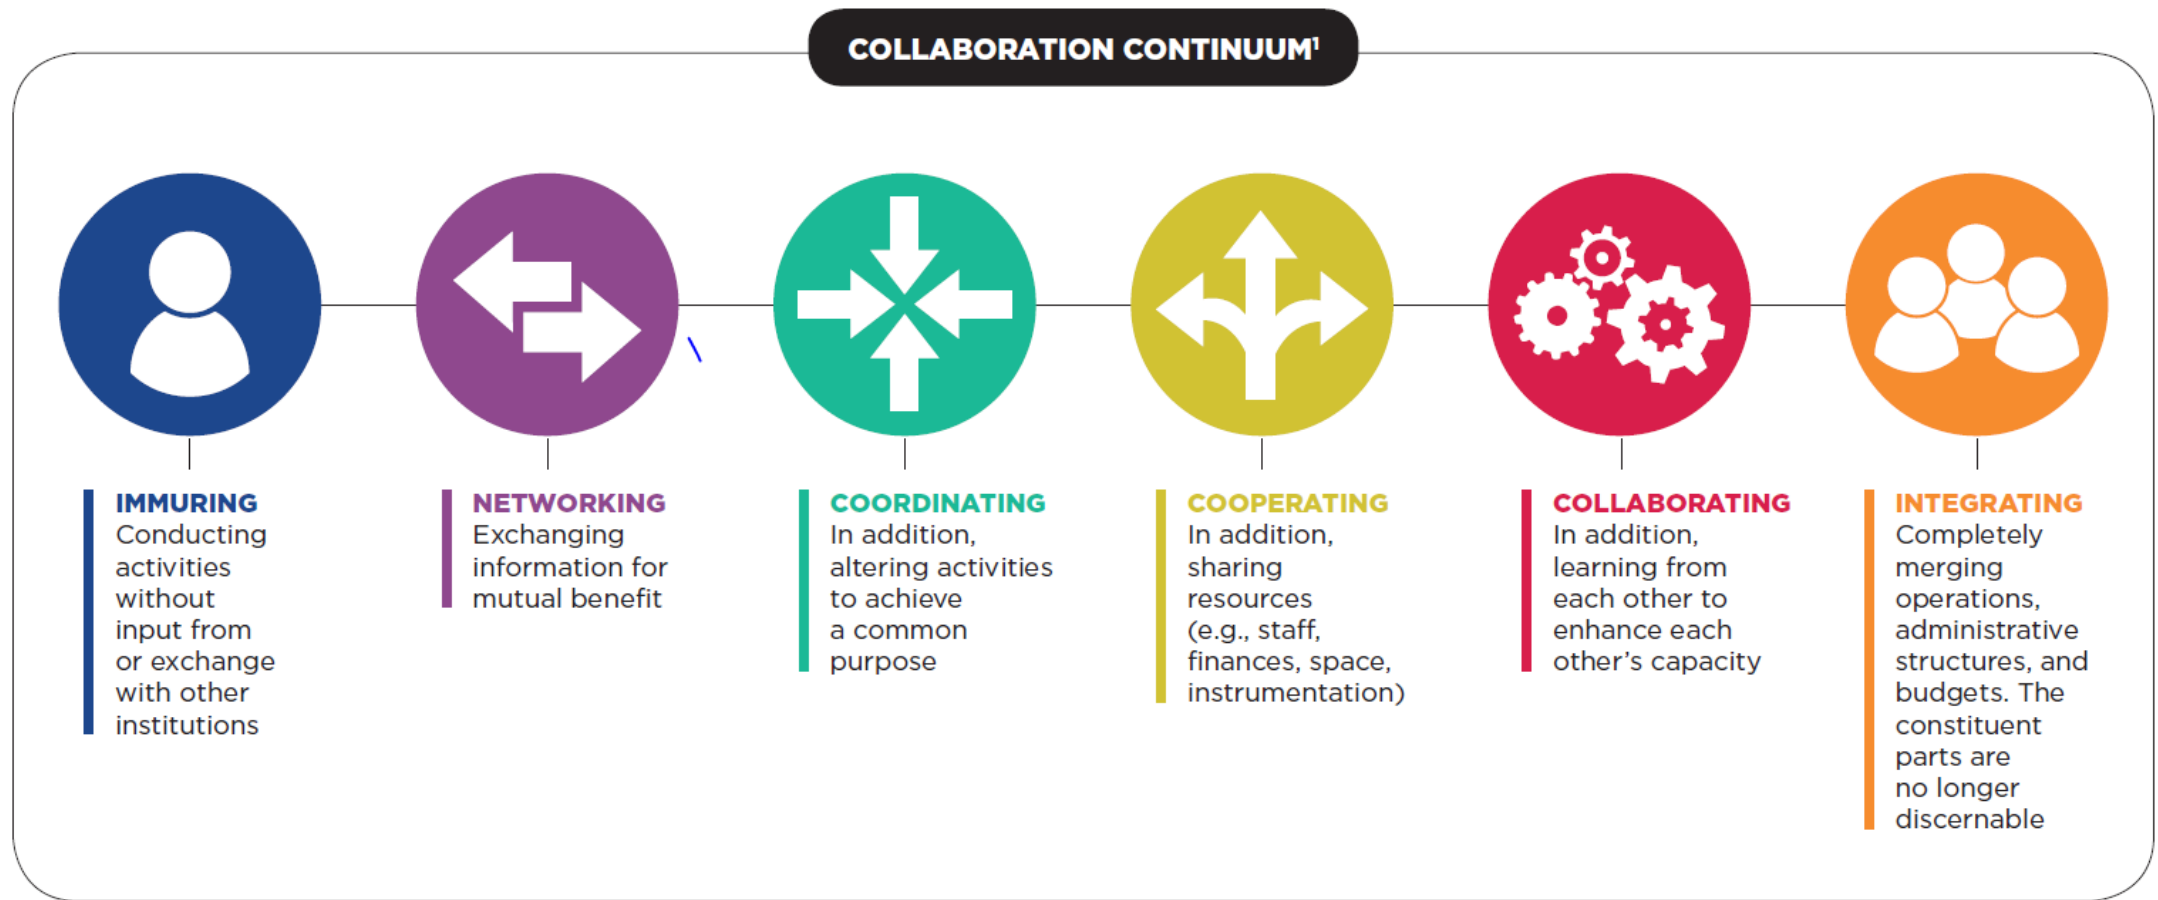 COLLABORATION CONTINUUM¹
IMMURING
Conducting
activities
without
input from
or exchange
with other
institutions
NETWORKING
Exchanging
information for
mutual benefit
COORDINATING
In addition,
altering activities
to achieve
a common
purpose
COOPERATING
In addition,
sharing
resources
(e.g., staff,
finances, space,
instrumentation)
COLLABORATING
In addition,
learning from
each other to
enhance each
other’s capacity
INTEGRATING
Completely
merging
operations,
administrative
structures, and
budgets. The
constituent
parts are
no longer
discernable